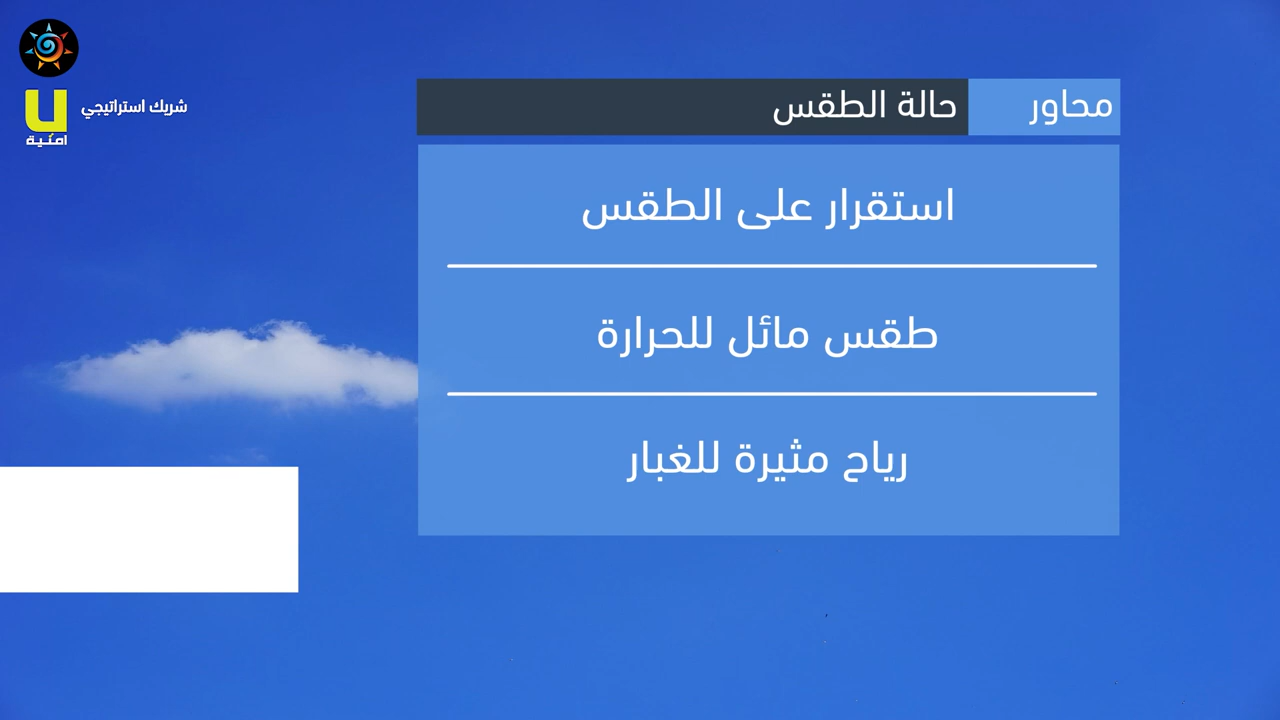 شريك استراتيجي
امنية
محاور
حالة الطقس
استقرار على الطقس
طقس مائل للحرارة
رياح مثيرة للغبار